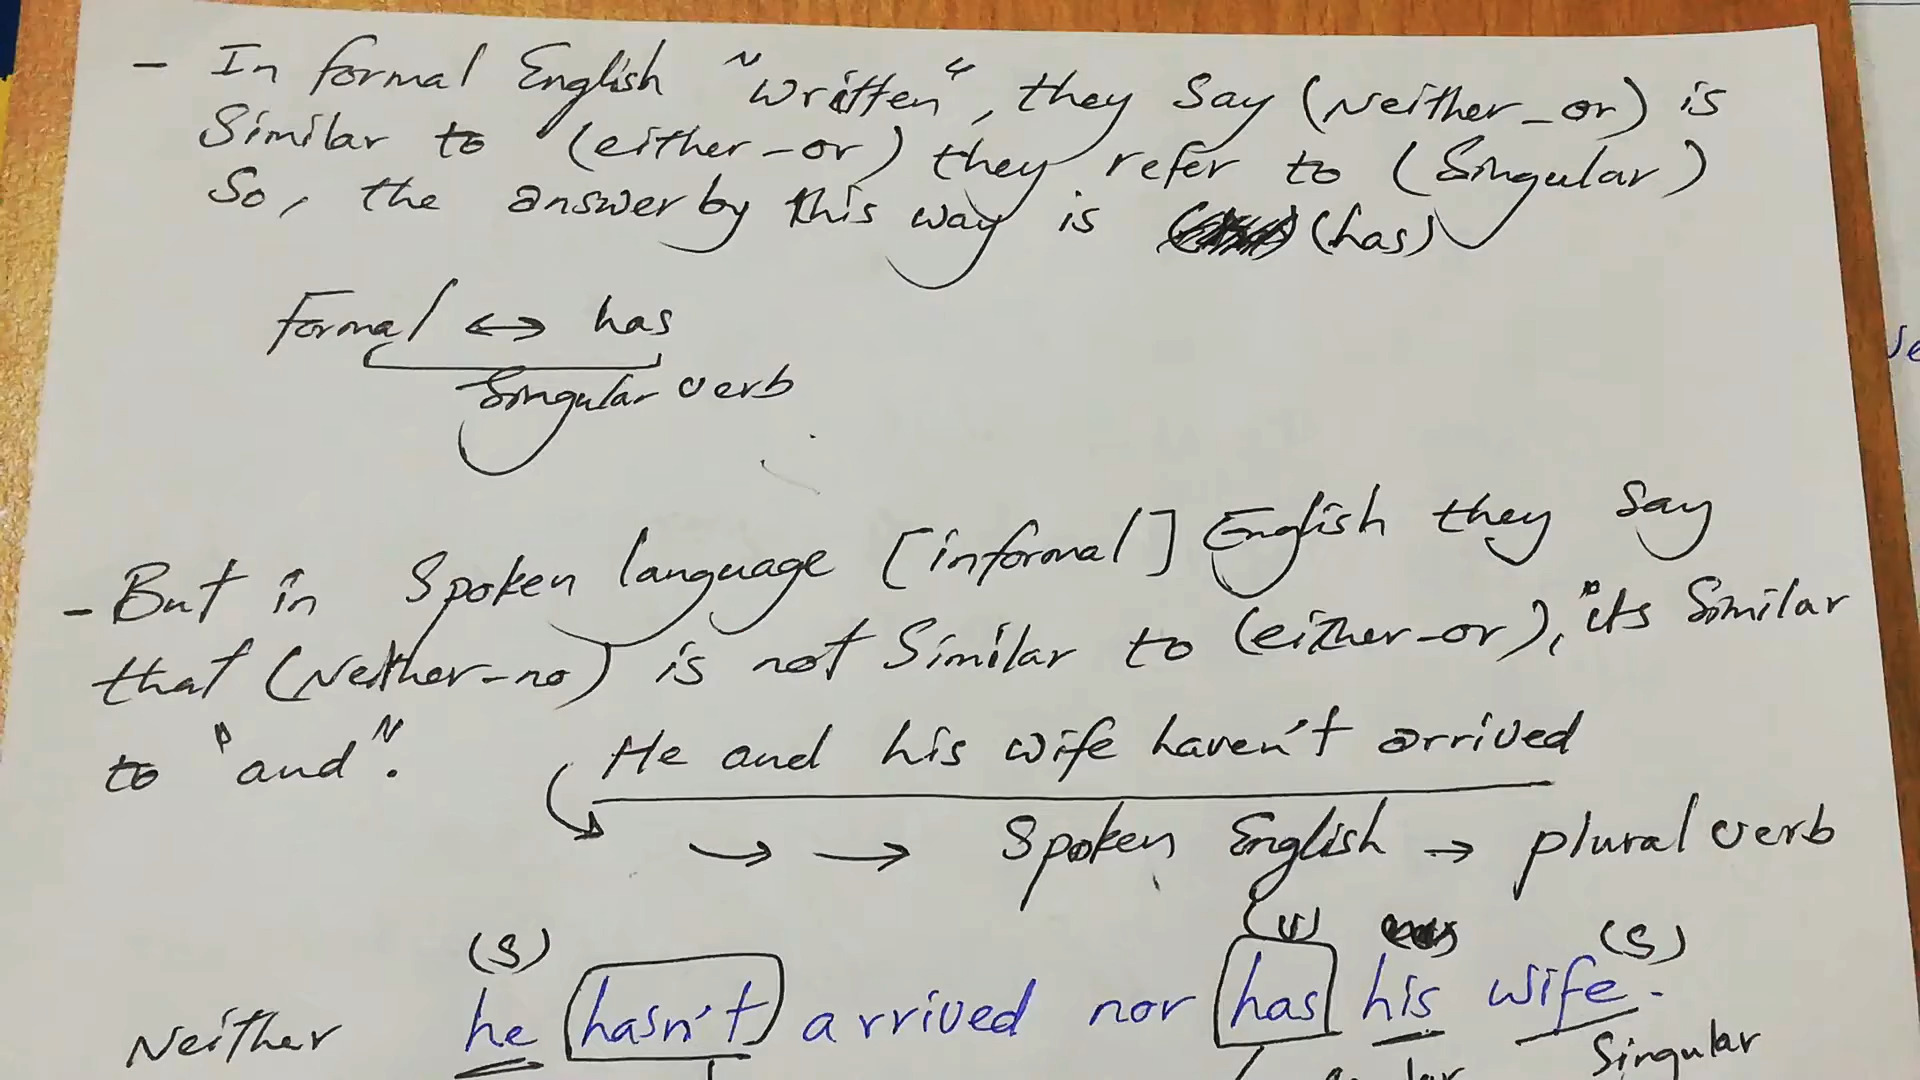 - In formal English "written", they say (Neither_or) is
Similar to (either-or) they refer to (Singular)
So, the answer by this way is (has)
Formal ↔ has
Singular verb
- But in Spoken language [informal] English they say
that (Neither-no) is not Similar to (either-or), its Similar
to "and".
He and his wife haven't arrived
→ → Spoken English → plural verb
(S) (v) (S)
Neither he hasn't arrived nor has his wife.
Singular